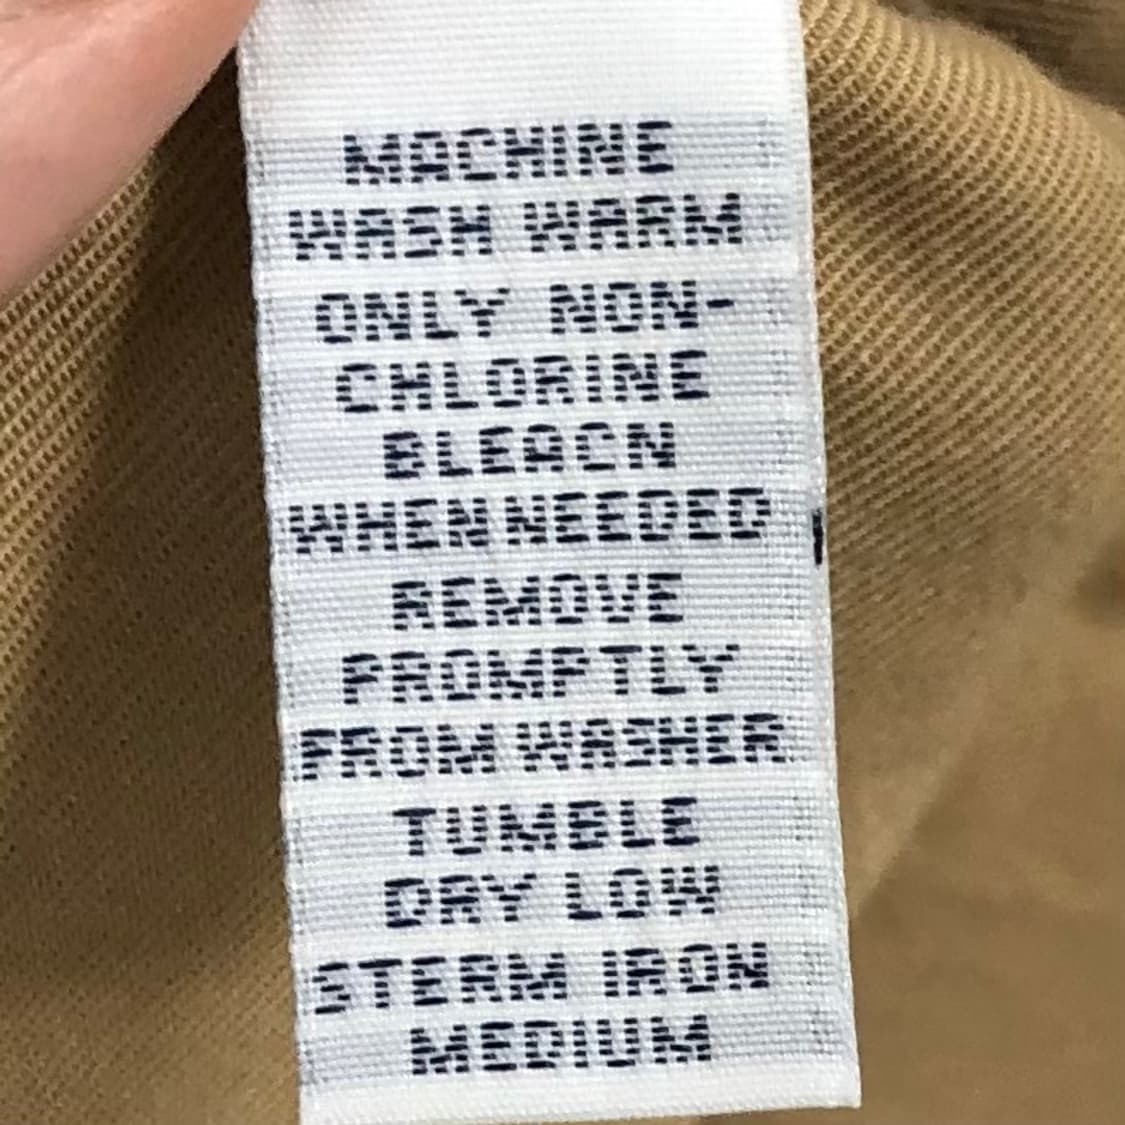 MACHINE
WASH WARM
ONLY NON-
CHLORINE
BLEACN
WHEN NEEDED
REMOVE
PROMPTLY
FROM WASHER
TUMBLE
DRY LOW
STERM IRON
MEDIUM